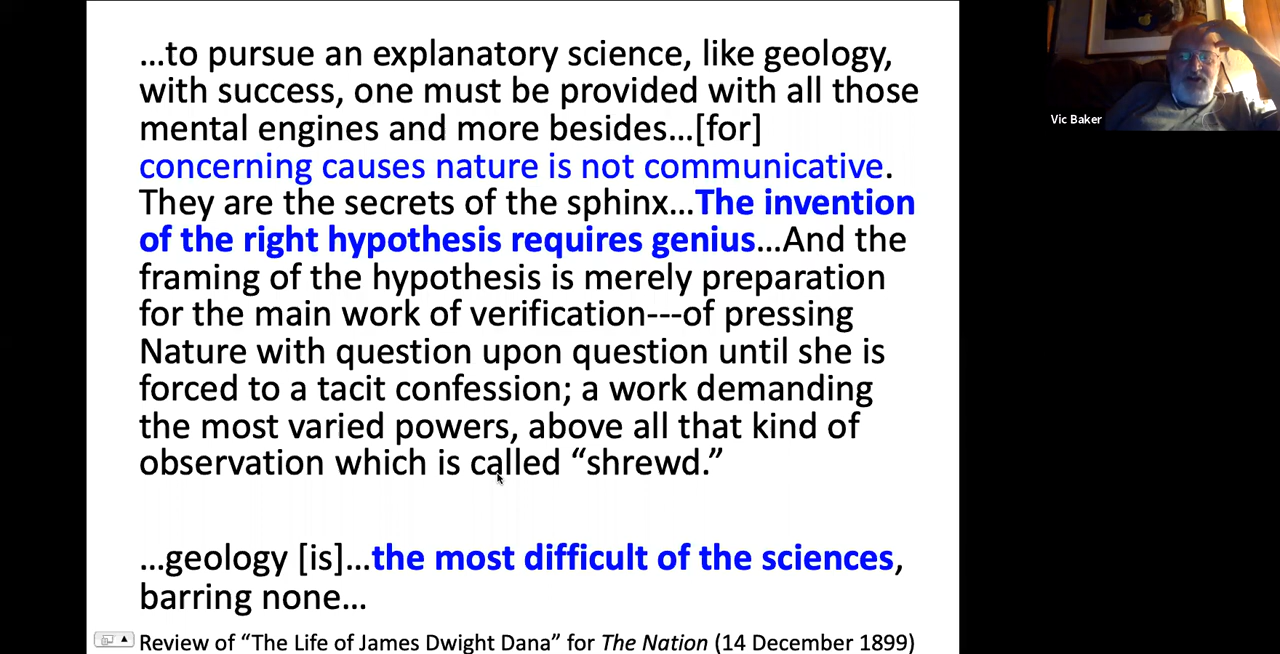 …to pursue an explanatory science, like geology,
with success, one must be provided with all those
mental engines and more besides…[for]
concerning causes nature is not communicative.
They are the secrets of the sphinx…The invention
of the right hypothesis requires genius…And the
framing of the hypothesis is merely preparation
for the main work of verification---of pressing
Nature with question upon question until she is
forced to a tacit confession; a work demanding
the most varied powers, above all that kind of
observation which is called “shrewd.”
…geology [is]…the most difficult of the sciences,
barring none…
Review of “The Life of James Dwight Dana” for The Nation (14 December 1899)
Vic Baker